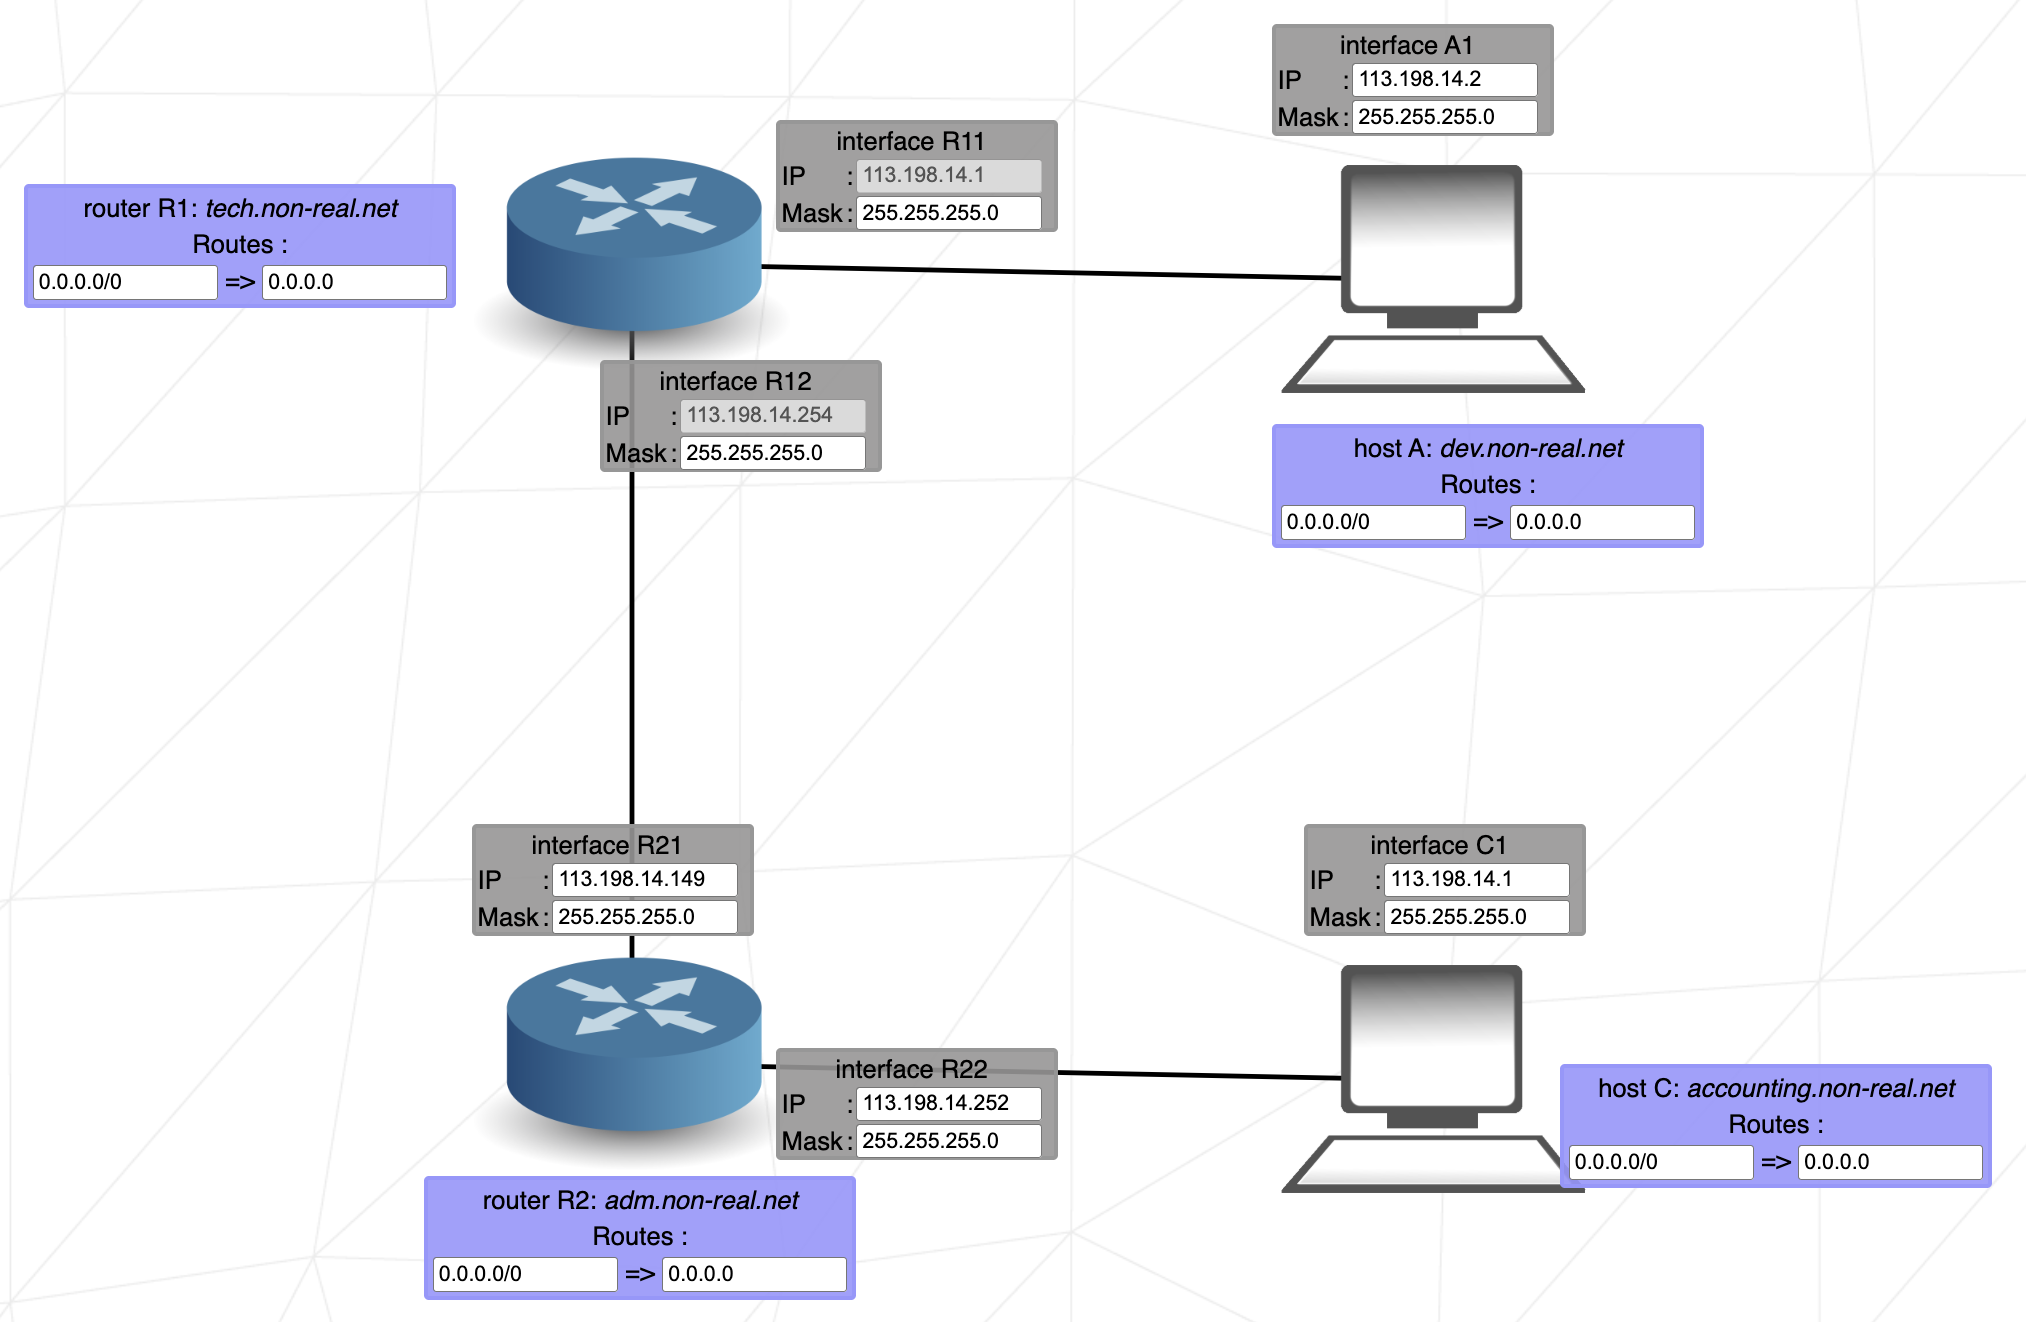 interface A1
IP : 113.198.14.2
Mask : 255.255.255.0
interface R11
IP : 113.198.14.1
Mask : 255.255.255.0
router R1: tech.non-real.net
Routes :
0.0.0.0/0 => 0.0.0.0
interface R12
IP : 113.198.14.254
Mask : 255.255.255.0
host A: dev.non-real.net
Routes :
0.0.0.0/0 => 0.0.0.0
interface R21
IP : 113.198.14.149
Mask : 255.255.255.0
interface C1
IP : 113.198.14.1
Mask : 255.255.255.0
interface R22
IP : 113.198.14.252
Mask : 255.255.255.0
host C: accounting.non-real.net
Routes :
0.0.0.0/0 => 0.0.0.0
router R2: adm.non-real.net
Routes :
0.0.0.0/0 => 0.0.0.0